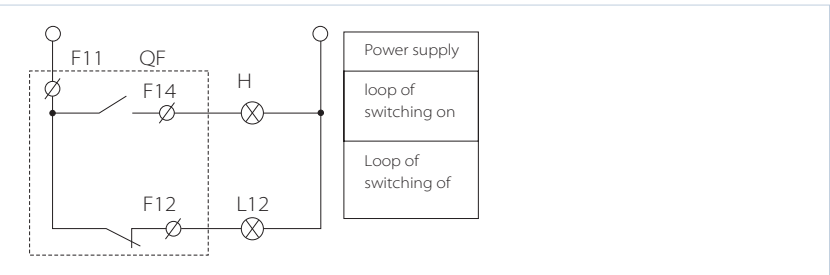 F11
QF
F14
H
F12
L12
Power supply
loop of
switching on
Loop of
switching of